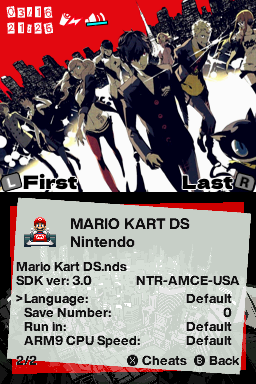 03/16
21:25
L First
Last R
MARIO KART DS
Nintendo
Mario Kart DS.nds
SDK ver: 3.0 NTR-AMCE-USA
>Language: Default
Save Number: 0
Run in: Default
ARM9 CPU Speed: Default
2/2 X Cheats B Back